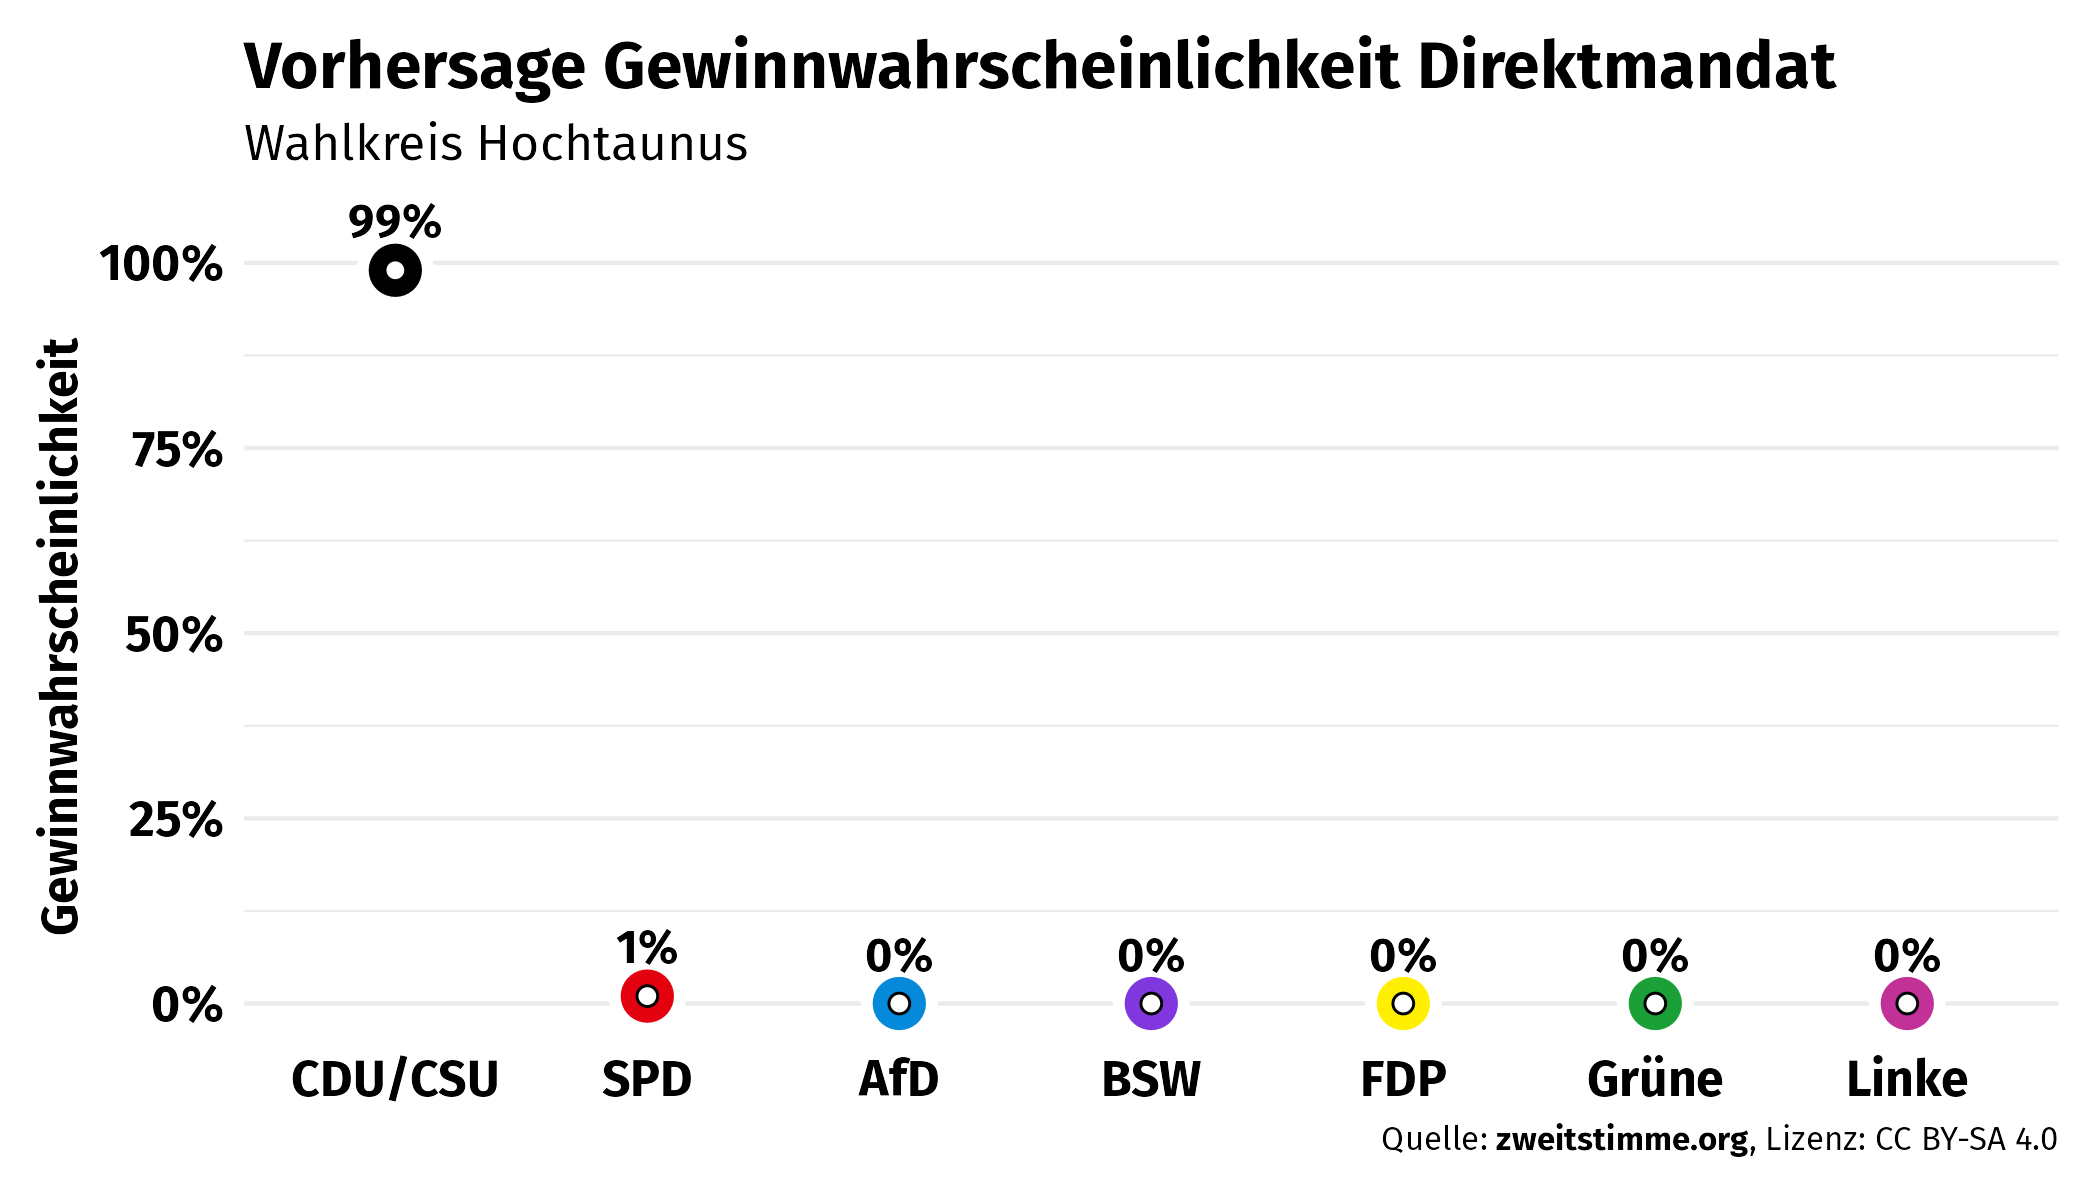 Vorhersage Gewinnwahrscheinlichkeit Direktmandat
Wahlkreis Hochtaunus
99%
100%
75%
50%
25%
0%
Gewinnwahrscheinlichkeit
1%
0%
0%
0%
0%
0%
CDU/CSU
SPD
AfD
BSW
FDP
Grüne
Linke
Quelle: zweitstimme.org, Lizenz: CC BY-SA 4.0